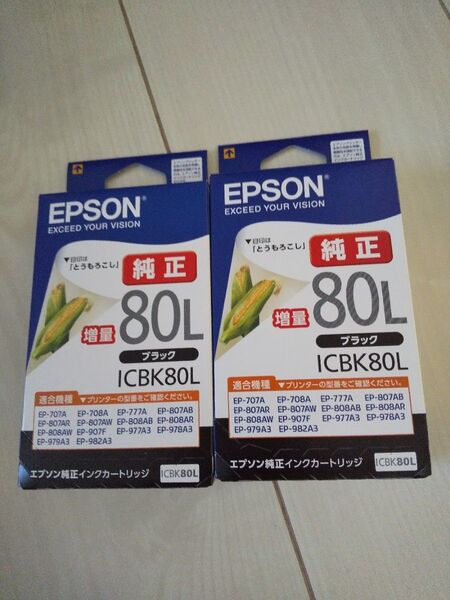 EPSON
EXCEED YOUR VISION
▼目印は
「とうもろこし」
純正
増量
80L
ブラック
ICBK80L
適合機種 ▼プリンターの型番をご確認ください。
EP-707A EP-708A EP-777A EP-807AB
EP-807AR EP-807AW EP-808AB EP-808AR
EP-808AW EP-907F EP-977A3 EP-978A3
EP-979A3 EP-982A3
エプソン純正インクカートリッジ ICBK80L
EPSON
EXCEED YOUR VISION
▼目印は
「とうもろこし」
純正
増量
80L
ブラック
ICBK80L
適合機種 ▼プリンターの型番をご確認ください。
EP-707A EP-708A EP-777A EP-807AB
EP-807AR EP-807AW EP-808AB EP-808AR
EP-808AW EP-907F EP-977A3 EP-978A3
EP-979A3 EP-982A3
エプソン純正インクカートリッジ ICBK80L